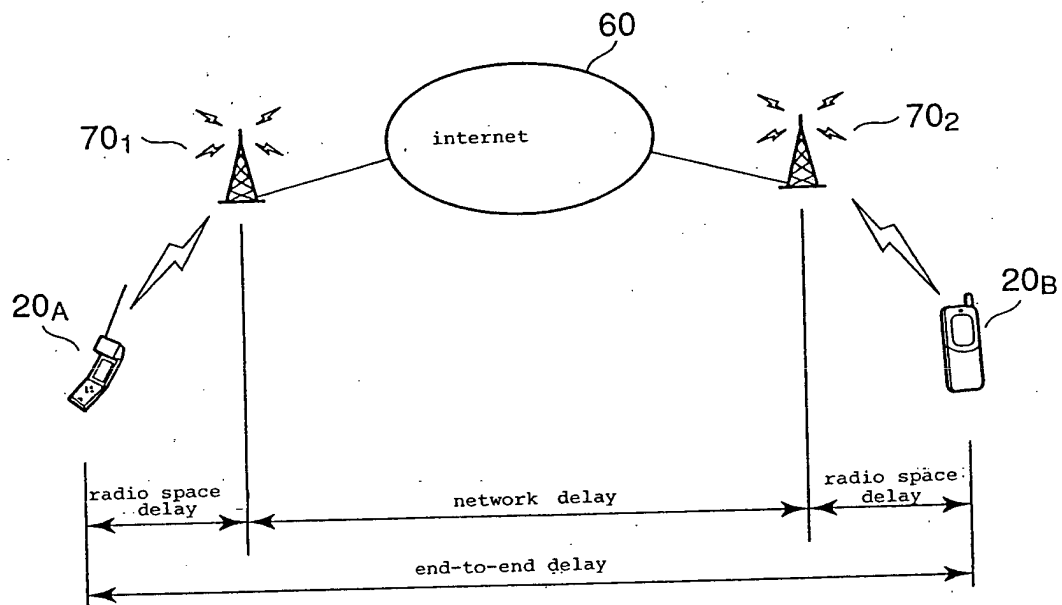 60
70₁
internet
70₂
20A
20B
radio space
delay
network delay
radio space
delay
end-to-end delay